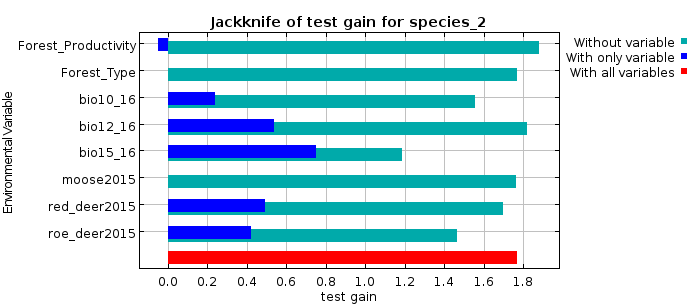 Jackknife of test gain for species_2
Environmental Variable
Forest_Productivity
Forest_Type
bio10_16
bio12_16
bio15_16
moose2015
red_deer2015
roe_deer2015
0.0 0.2 0.4 0.6 0.8 1.0 1.2 1.4 1.6 1.8
test gain
Without variable
With only variable
With all variables